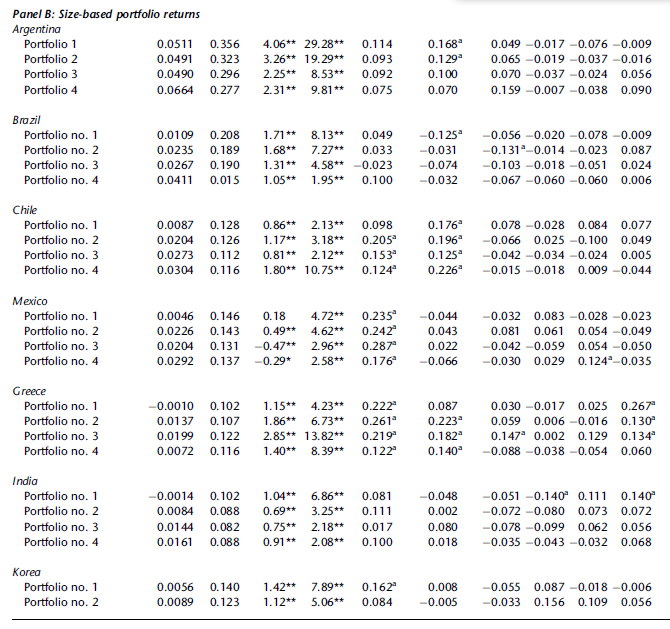 Panel B: Size-based portfolio returns
Argentina
Portfolio 1 0.0511 0.356 4.06** 29.28** 0.114 0.168a 0.049 −0.017 −0.076 −0.009
Portfolio 2 0.0491 0.323 3.26** 19.29** 0.093 0.129a 0.065 −0.019 −0.037 −0.016
Portfolio 3 0.0490 0.296 2.25** 8.53** 0.092 0.100 0.070 −0.037 −0.024 0.056
Portfolio 4 0.0664 0.277 2.31** 9.81** 0.075 0.070 0.159 −0.007 −0.038 0.090
Brazil
Portfolio no. 1 0.0109 0.208 1.71** 8.13** 0.049 −0.125a −0.056 −0.020 −0.078 −0.009
Portfolio no. 2 0.0235 0.189 1.68** 7.27** 0.033 −0.031 −0.131a −0.014 −0.023 0.087
Portfolio no. 3 0.0267 0.190 1.31** 4.58** −0.023 −0.074 −0.103 −0.018 −0.051 0.024
Portfolio no. 4 0.0411 0.015 1.05** 1.95** 0.100 −0.032 −0.067 −0.060 −0.060 0.006
Chile
Portfolio no. 1 0.0087 0.128 0.86** 2.13** 0.098 0.176a 0.078 −0.028 0.084 0.077
Portfolio no. 2 0.0204 0.126 1.17** 3.18** 0.205a 0.196a −0.066 0.025 −0.100 0.049
Portfolio no. 3 0.0273 0.112 0.81** 2.12** 0.153a 0.125a −0.042 −0.034 −0.024 0.005
Portfolio no. 4 0.0304 0.116 1.80** 10.75** 0.124a 0.226a −0.015 −0.018 0.009 −0.044
Mexico
Portfolio no. 1 0.0046 0.146 0.18 4.72** 0.235a −0.044 −0.032 0.083 −0.028 −0.023
Portfolio no. 2 0.0226 0.143 0.49** 4.62** 0.242a 0.043 0.081 0.061 0.054 −0.049
Portfolio no. 3 0.0204 0.131 −0.47** 2.96** 0.287a 0.022 −0.042 −0.059 0.054 −0.050
Portfolio no. 4 0.0292 0.137 −0.29* 2.58** 0.176a −0.066 −0.030 0.029 0.124a −0.035
Greece
Portfolio no. 1 −0.0010 0.102 1.15** 4.23** 0.222a 0.087 0.030 −0.017 0.025 0.267a
Portfolio no. 2 0.0137 0.107 1.86** 6.73** 0.261a 0.223a 0.059 0.006 −0.016 0.130a
Portfolio no. 3 0.0199 0.122 2.85** 13.82** 0.219a 0.182a 0.147a 0.002 0.129 0.134a
Portfolio no. 4 0.0072 0.116 1.40** 8.39** 0.122a 0.140a −0.088 −0.038 −0.054 0.060
India
Portfolio no. 1 −0.0014 0.102 1.04** 6.86** 0.081 −0.048 −0.051 −0.140a 0.111 0.140a
Portfolio no. 2 0.0084 0.088 0.69** 3.25** 0.111 0.002 −0.072 −0.080 0.073 0.072
Portfolio no. 3 0.0144 0.082 0.75** 2.18** 0.017 0.080 −0.078 −0.099 0.062 0.056
Portfolio no. 4 0.0161 0.088 0.91** 2.08** 0.100 0.018 −0.035 −0.043 −0.032 0.068
Korea
Portfolio no. 1 0.0056 0.140 1.42** 7.89** 0.162a 0.008 −0.055 0.087 −0.018 −0.006
Portfolio no. 2 0.0089 0.123 1.12** 5.06** 0.084 −0.005 −0.033 0.156 0.109 0.056